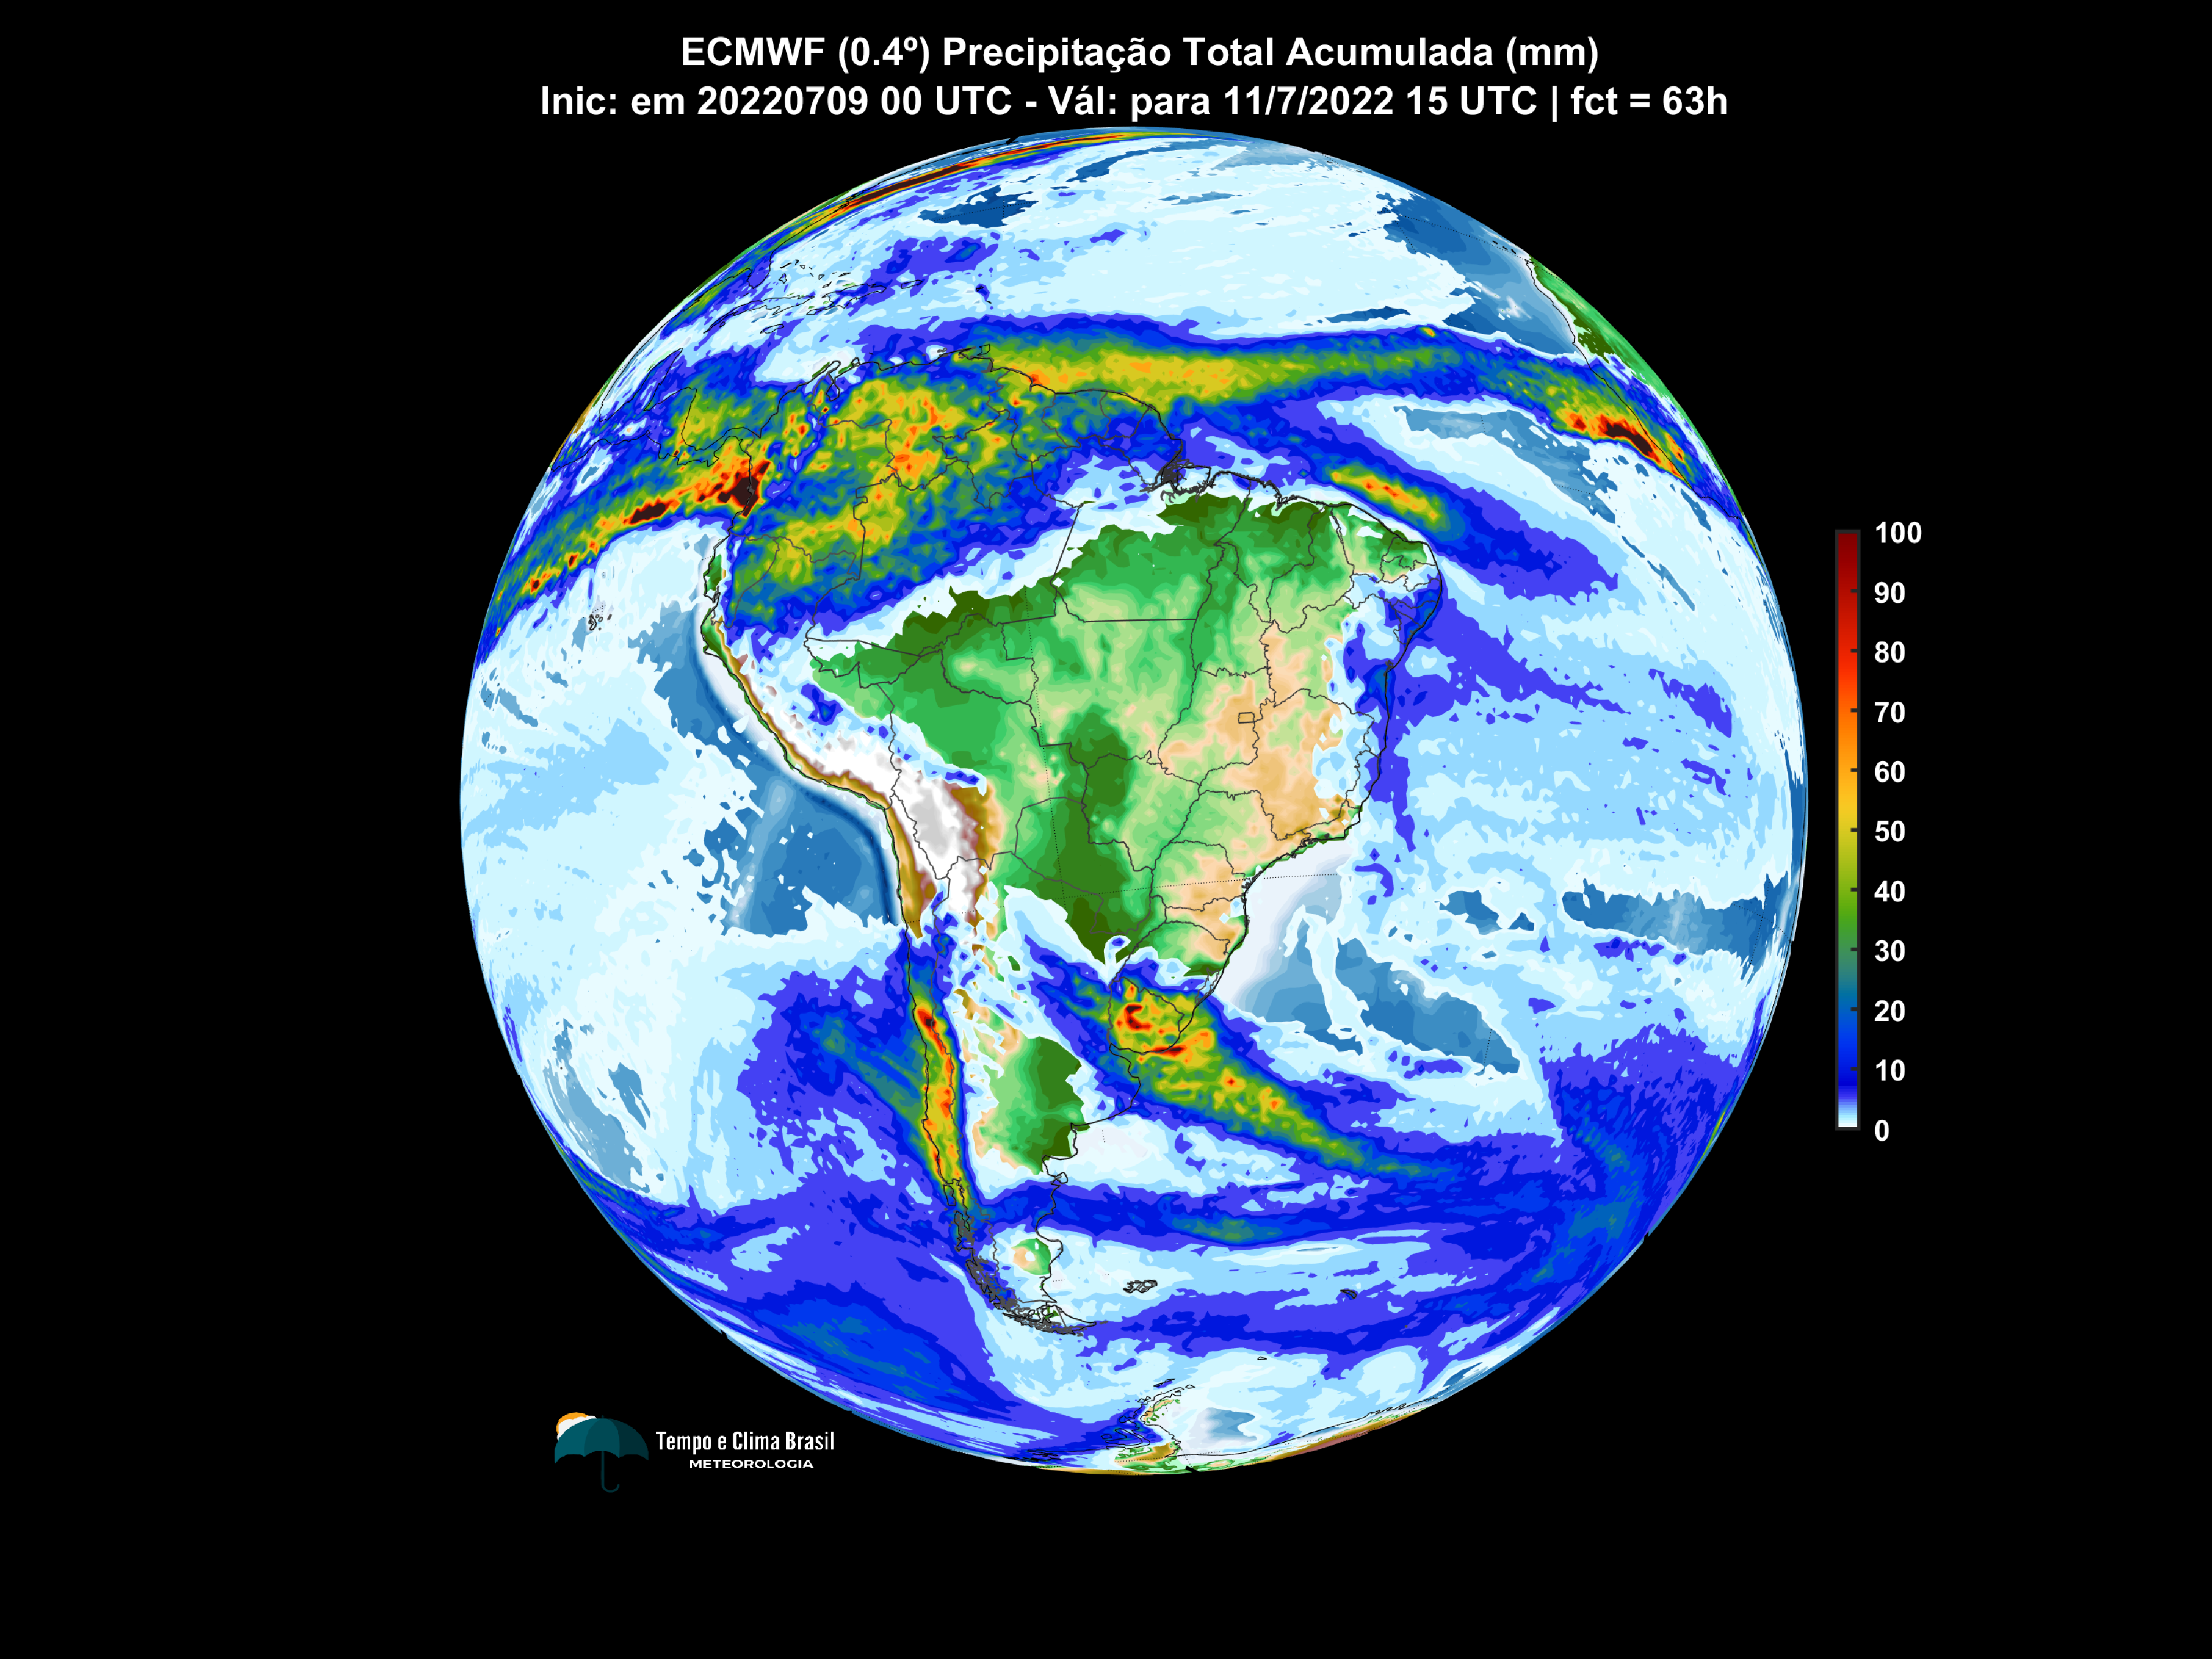 ECMWF (0.4º) Precipitação Total Acumulada (mm)
Inic: em 20220709 00 UTC - Vál: para 11/7/2022 15 UTC | fct = 63h
100
90
80
70
60
50
40
30
20
10
0
Tempo e Clima Brasil
METEOROLOGIA